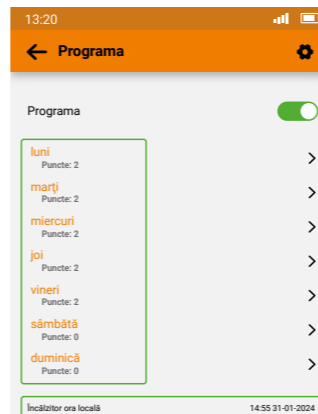 13:20
Programa
Programa
luni
Puncte: 2
marţi
Puncte: 2
miercuri
Puncte: 2
joi
Puncte: 2
vineri
Puncte: 2
sâmbătă
Puncte: 0
duminică
Puncte: 0
Încălzitor ora locală 14:55 31-01-2024